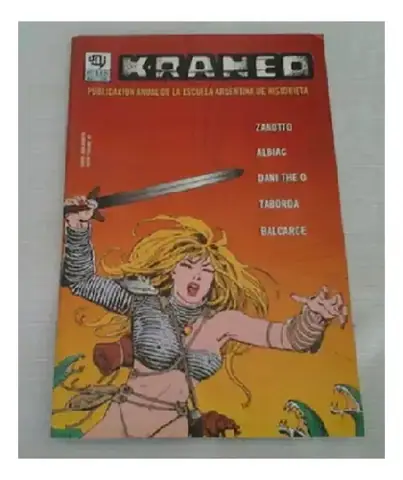 KRANEO
PUBLICACION ANUAL DE LA ESCUELA ARGENTINA DE HISTORIETA
ZANOTTO
ALBIAC
DANI THE O
TABORDA
BALCARCE